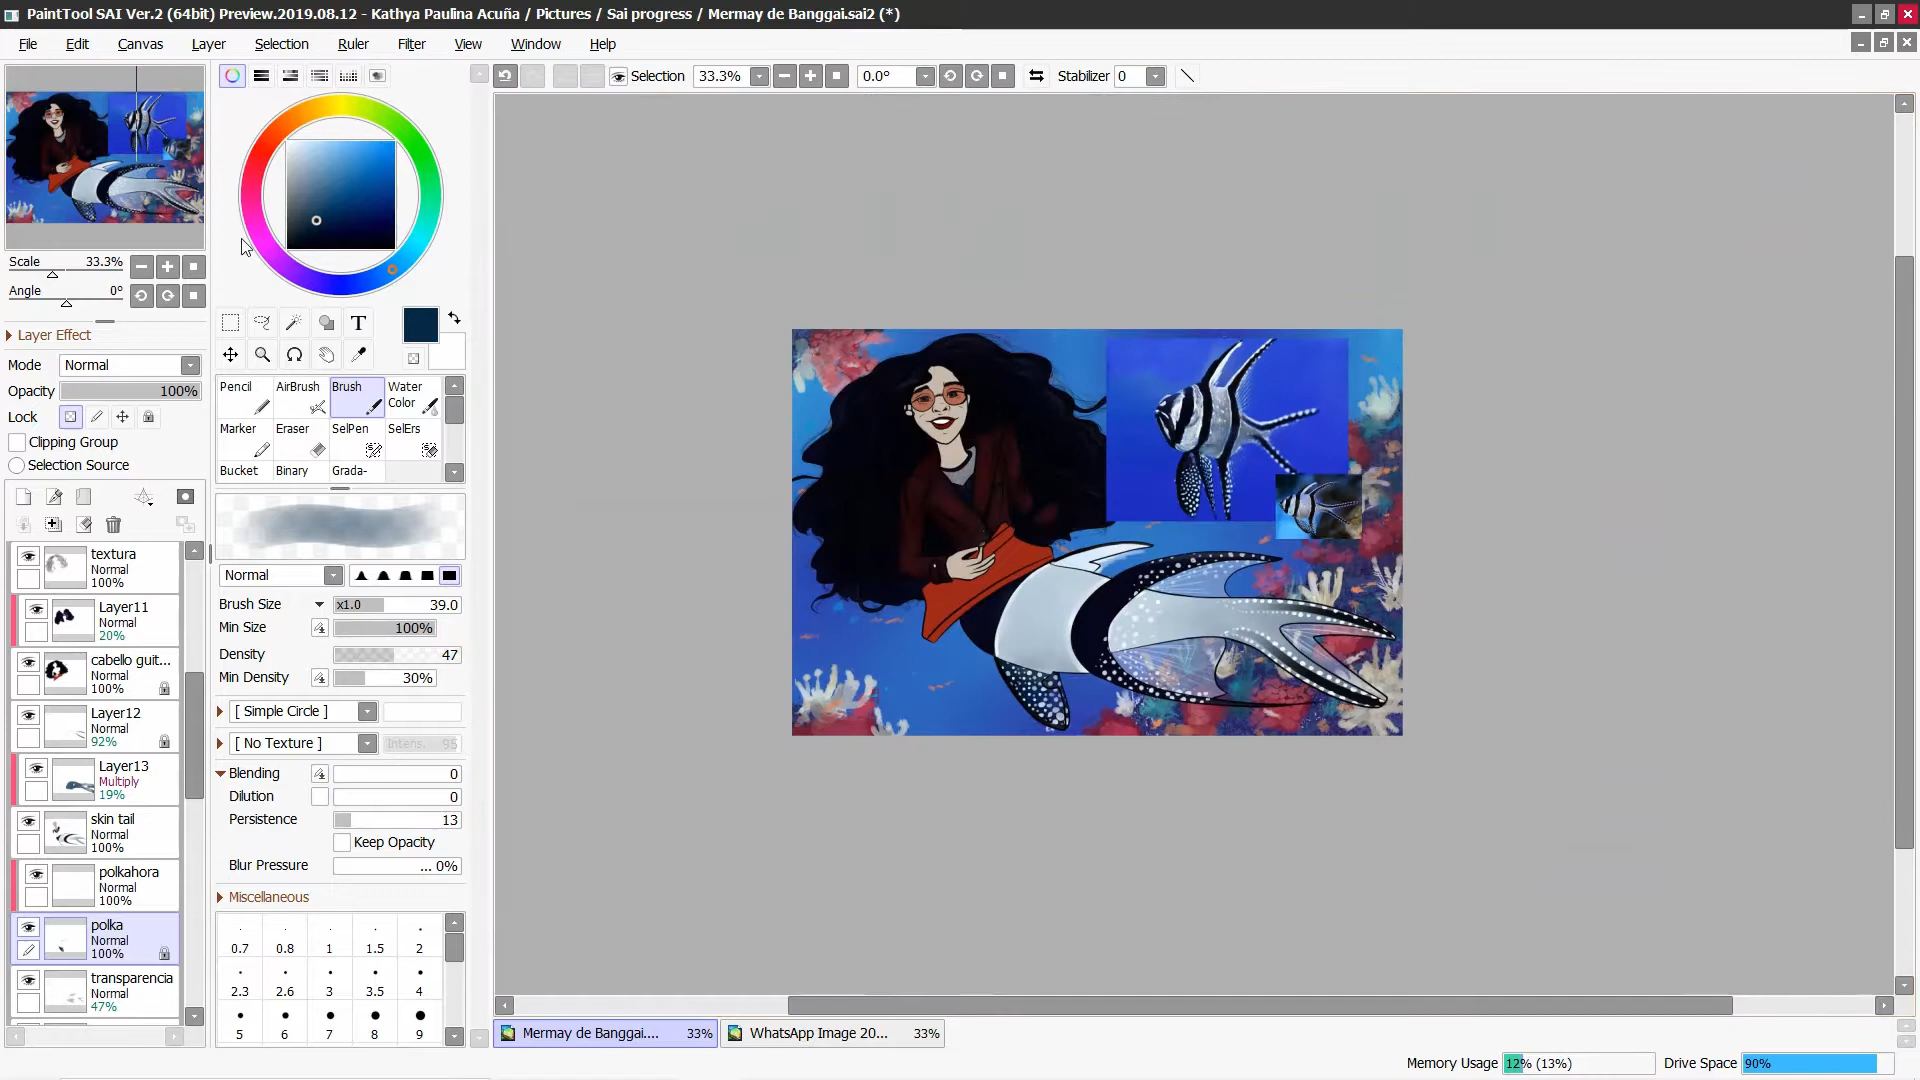 PaintTool SAI Ver.2 (64bit) Preview.2019.08.12 - Kathya Paulina Acuña / Pictures / Sai progress / Mermay de Banggai.sai2 (*)
File Edit Canvas Layer Selection Ruler Filter View Window Help
Selection 33.3% 0.0° Stabilizer 0
Scale 33.3%
Angle 0°
Layer Effect
Mode Normal
Opacity 100%
Lock
Clipping Group
Selection Source
textura
Normal
100%
Layer11
Normal
20%
cabello guit...
Normal
100%
Layer12
Normal
92%
Layer13
Multiply
19%
skin tail
Normal
100%
polkahora
Normal
100%
polka
Normal
100%
transparencia
Normal
47%
T
Pencil AirBrush Brush Water Color
Marker Eraser SelPen SelErs
Bucket Binary Grada-
Normal
Brush Size x1.0 39.0
Min Size 100%
Density 47
Min Density 30%
[ Simple Circle ]
[ No Texture ] Intens. 95
Blending 0
Dilution 0
Persistence 13
Keep Opacity
Blur Pressure ... 0%
Miscellaneous
0.7 0.8 1 1.5 2
2.3 2.6 3 3.5 4
5 6 7 8 9
Mermay de Banggai.... 33% WhatsApp Image 20... 33%
Memory Usage 12% (13%) Drive Space 90%